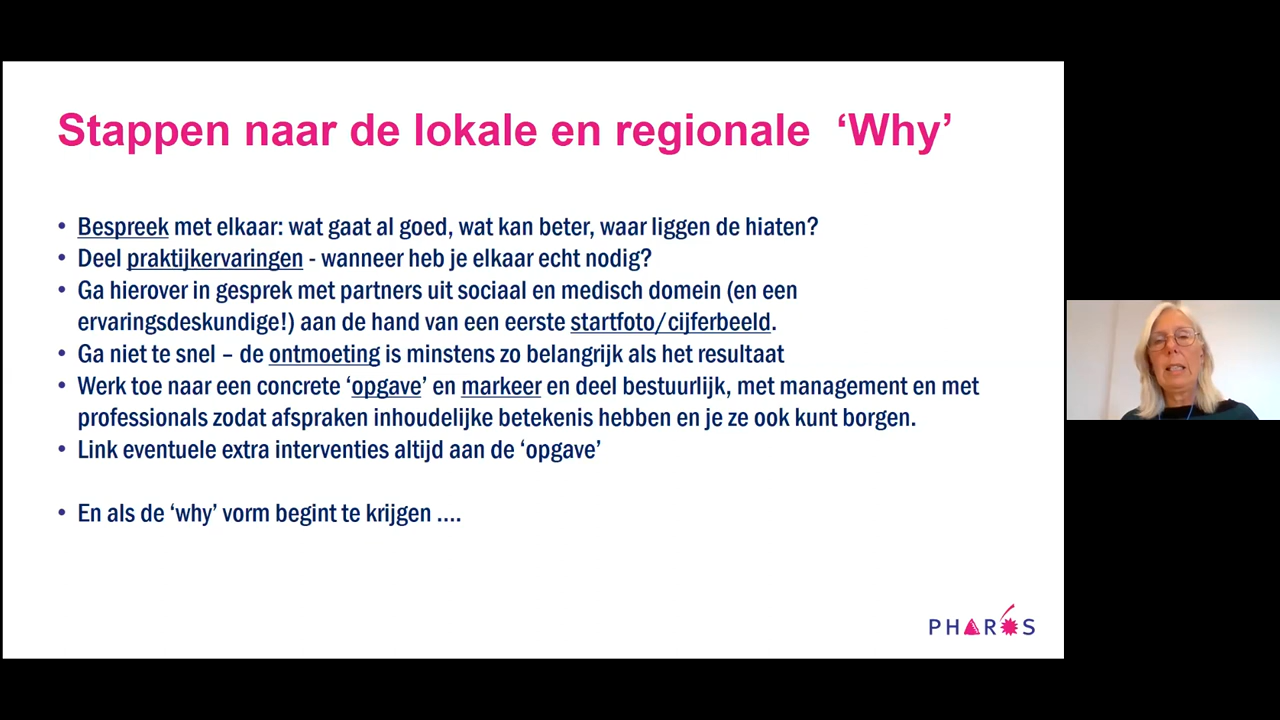 Stappen naar de lokale en regionale ‘Why’
• Bespreek met elkaar: wat gaat al goed, wat kan beter, waar liggen de hiaten?
• Deel praktijkervaringen - wanneer heb je elkaar echt nodig?
• Ga hierover in gesprek met partners uit sociaal en medisch domein (en een
ervaringsdeskundige!) aan de hand van een eerste startfoto/cijferbeeld.
• Ga niet te snel – de ontmoeting is minstens zo belangrijk als het resultaat
• Werk toe naar een concrete ‘opgave’ en markeer en deel bestuurlijk, met management en met
professionals zodat afspraken inhoudelijke betekenis hebben en je ze ook kunt borgen.
• Link eventuele extra interventies altijd aan de ‘opgave’
• En als de ‘why’ vorm begint te krijgen ....
PHAROS